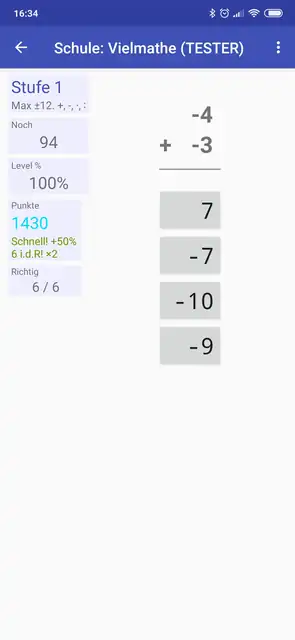 16:34
Schule: Vielmathe (TESTER)
Stufe 1
Max ±12. +, -, ·, :
Noch
94
Level %
100%
Punkte
1430
Schnell! +50%
6 i.d.R! ×2
Richtig
6 / 6
-4
+ -3
7
-7
-10
-9